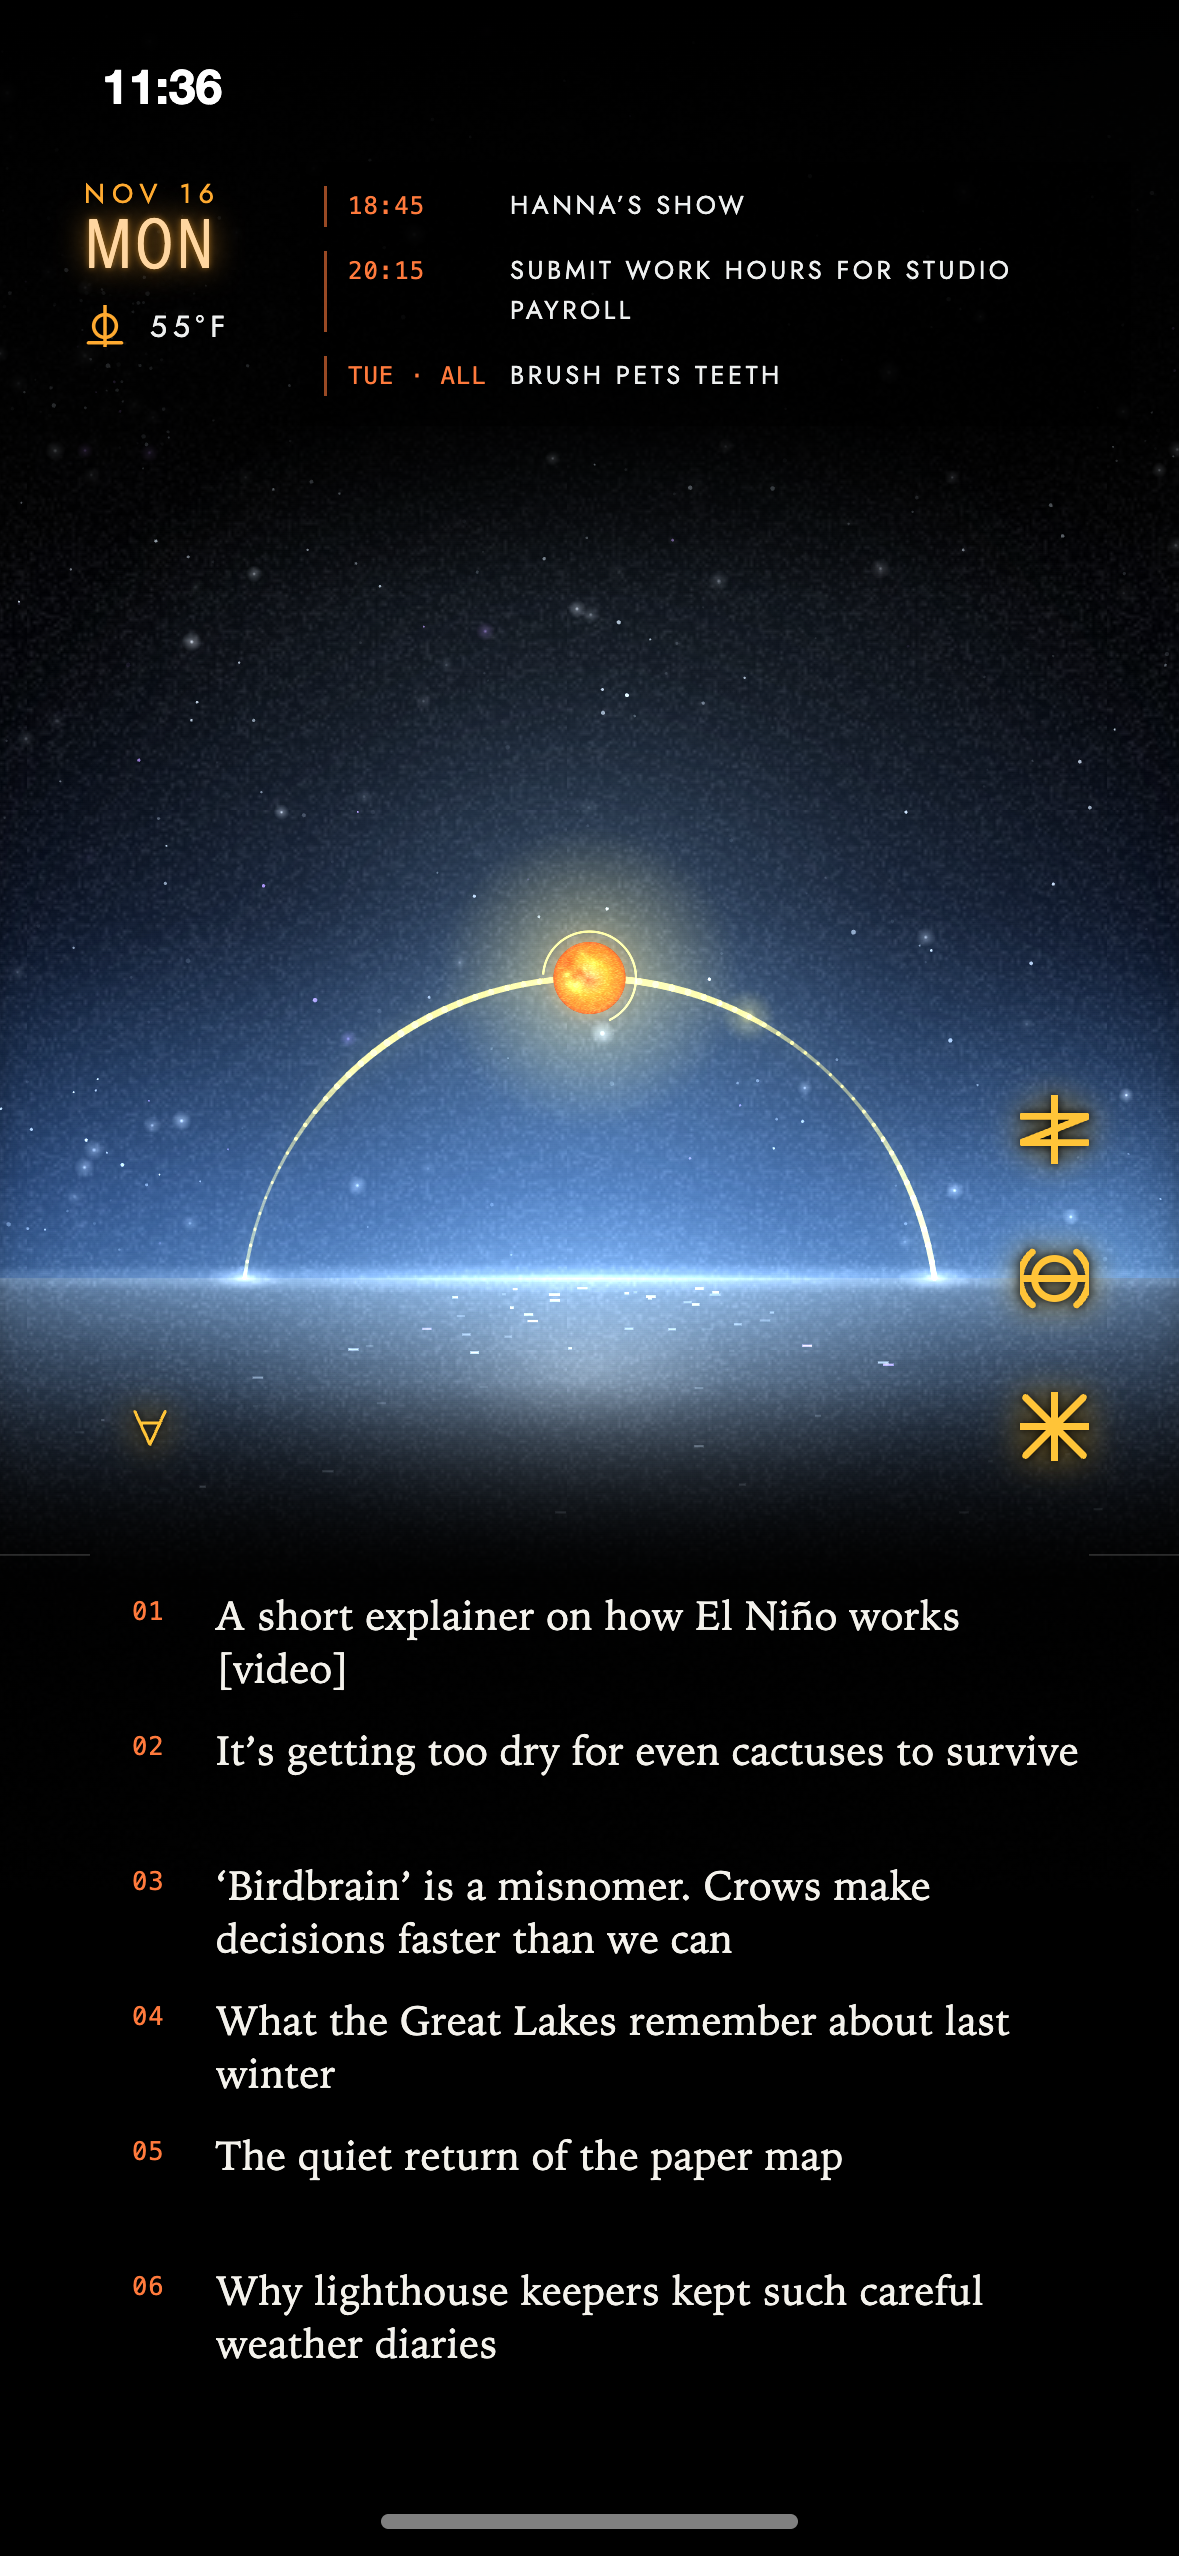 11:36
NOV 16
MON
55°F
18:45 HANNA’S SHOW
20:15 SUBMIT WORK HOURS FOR STUDIO
PAYROLL
TUE · ALL BRUSH PETS TEETH
01 A short explainer on how El Niño works
[video]
02 It’s getting too dry for even cactuses to survive
03 ‘Birdbrain’ is a misnomer. Crows make
decisions faster than we can
04 What the Great Lakes remember about last
winter
05 The quiet return of the paper map
06 Why lighthouse keepers kept such careful
weather diaries